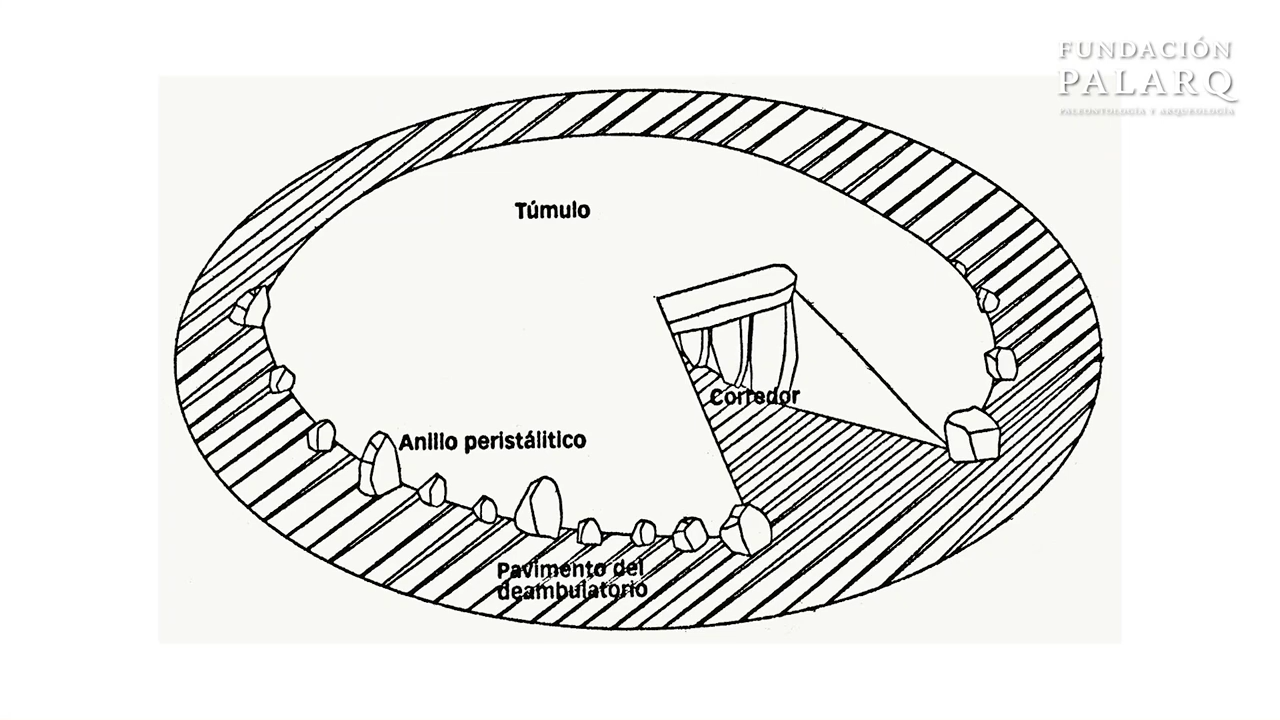 FUNDACIÓN
PALARQ
PALEONTOLOGÍA Y ARQUEOLOGÍA
Túmulo
Corredor
Anillo peristálitico
Pavimento del
deambulatorio